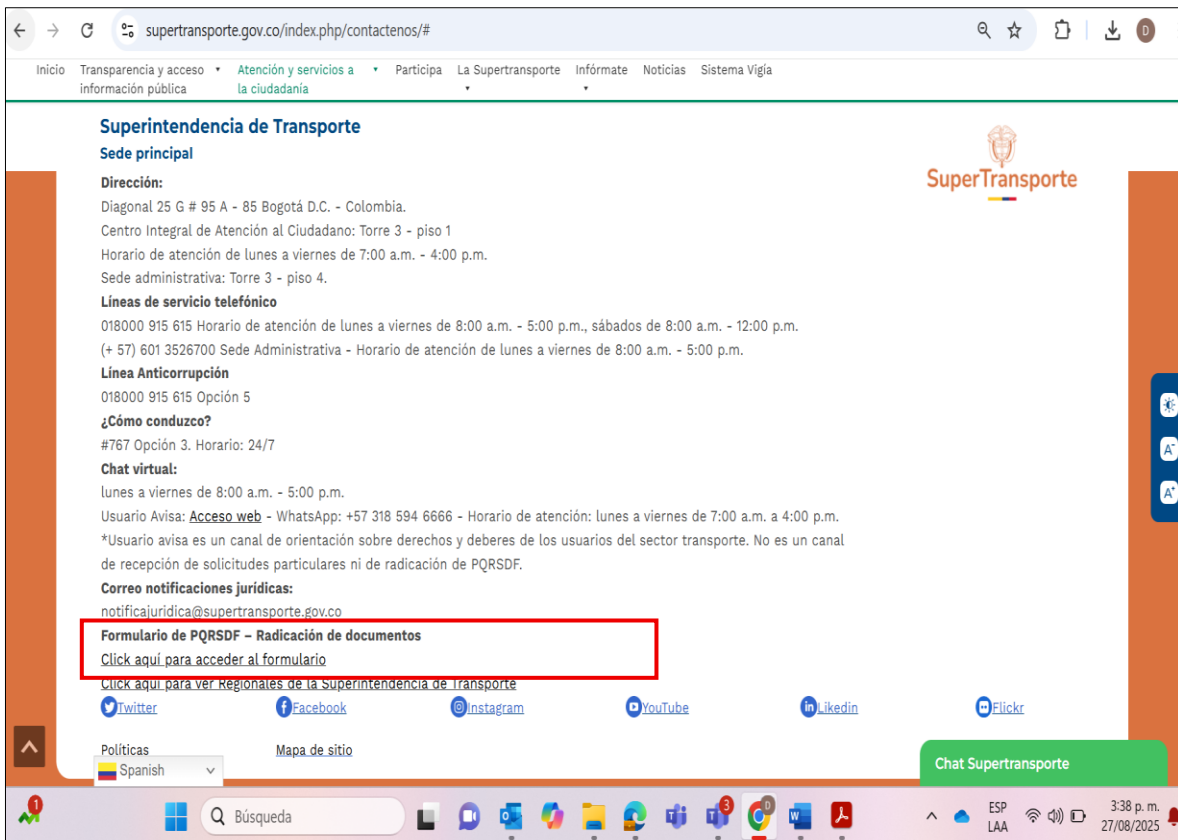 supertransporte.gov.co/index.php/contactenos/#
D
Inicio Transparencia y acceso información pública Atención y servicios a la ciudadanía Participa La Supertransporte Infórmate Noticias Sistema Vigía
Superintendencia de Transporte
Sede principal
SuperTransporte
Dirección:
Diagonal 25 G # 95 A - 85 Bogotá D.C. - Colombia.
Centro Integral de Atención al Ciudadano: Torre 3 - piso 1
Horario de atención de lunes a viernes de 7:00 a.m. - 4:00 p.m.
Sede administrativa: Torre 3 - piso 4.
Líneas de servicio telefónico
018000 915 615 Horario de atención de lunes a viernes de 8:00 a.m. - 5:00 p.m., sábados de 8:00 a.m. - 12:00 p.m.
(+ 57) 601 3526700 Sede Administrativa - Horario de atención de lunes a viernes de 8:00 a.m. - 5:00 p.m.
Línea Anticorrupción
018000 915 615 Opción 5
¿Cómo conduzco?
#767 Opción 3. Horario: 24/7
Chat virtual:
lunes a viernes de 8:00 a.m. - 5:00 p.m.
Usuario Avisa: Acceso web - WhatsApp: +57 318 594 6666 - Horario de atención: lunes a viernes de 7:00 a.m. a 4:00 p.m.
*Usuario avisa es un canal de orientación sobre derechos y deberes de los usuarios del sector transporte. No es un canal
de recepción de solicitudes particulares ni de radicación de PQRSDF.
Correo notificaciones jurídicas:
notificajuridica@supertransporte.gov.co
Formulario de PQRSDF – Radicación de documentos
Click aquí para acceder al formulario
Click aquí para ver Regionales de la Superintendencia de Transporte
Twitter Facebook Instagram YouTube Likedin Flickr
Políticas Mapa de sitio
Spanish
Chat Supertransporte
A-
A+
1
Búsqueda
3
D
ESP
LAA
3:38 p. m.
27/08/2025